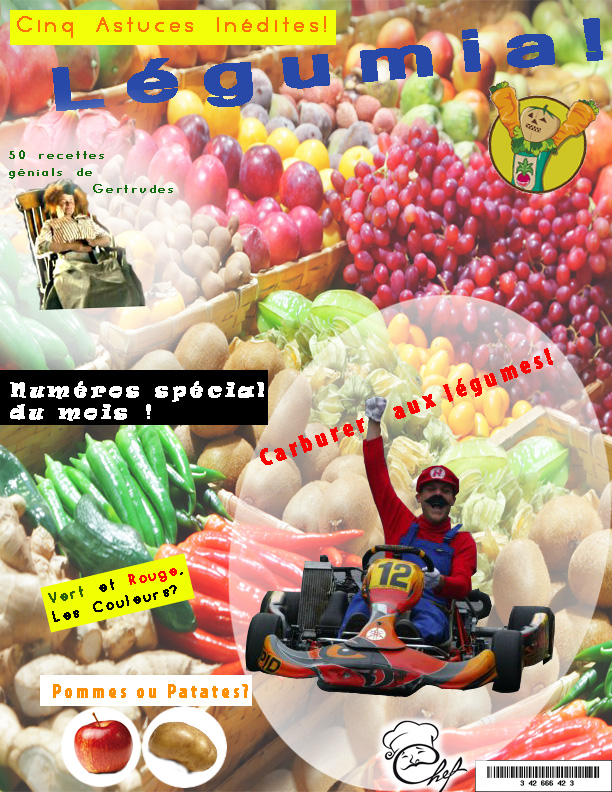 Cinq Astuces Inédites!
Légumia!
50 recettes
génials de
Gertrudes
Numéros spécial
du mois !
Carburer aux légumes!
12
Vert et Rouge,
Les Couleurs?
Pommes ou Patates?
Chef
3 42 666 42 3